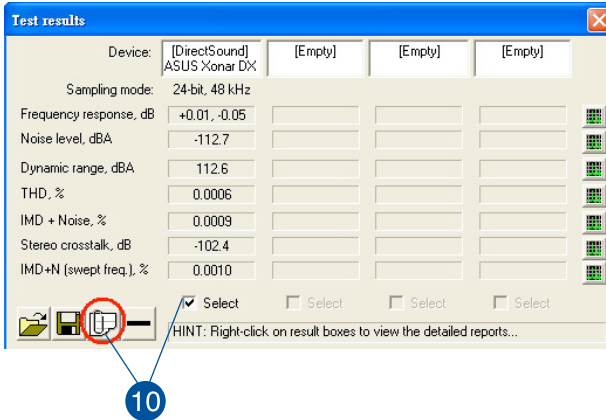 Test results
Device: [DirectSound] ASUS Xonar DX [Empty] [Empty] [Empty]
Sampling mode: 24-bit, 48 kHz
Frequency response, dB +0.01, -0.05
Noise level, dBA -112.7
Dynamic range, dBA 112.6
THD, % 0.0006
IMD + Noise, % 0.0009
Stereo crosstalk, dB -102.4
IMD+N (swept freq.), % 0.0010
Select Select Select Select
HINT: Right-click on result boxes to view the detailed reports...
10